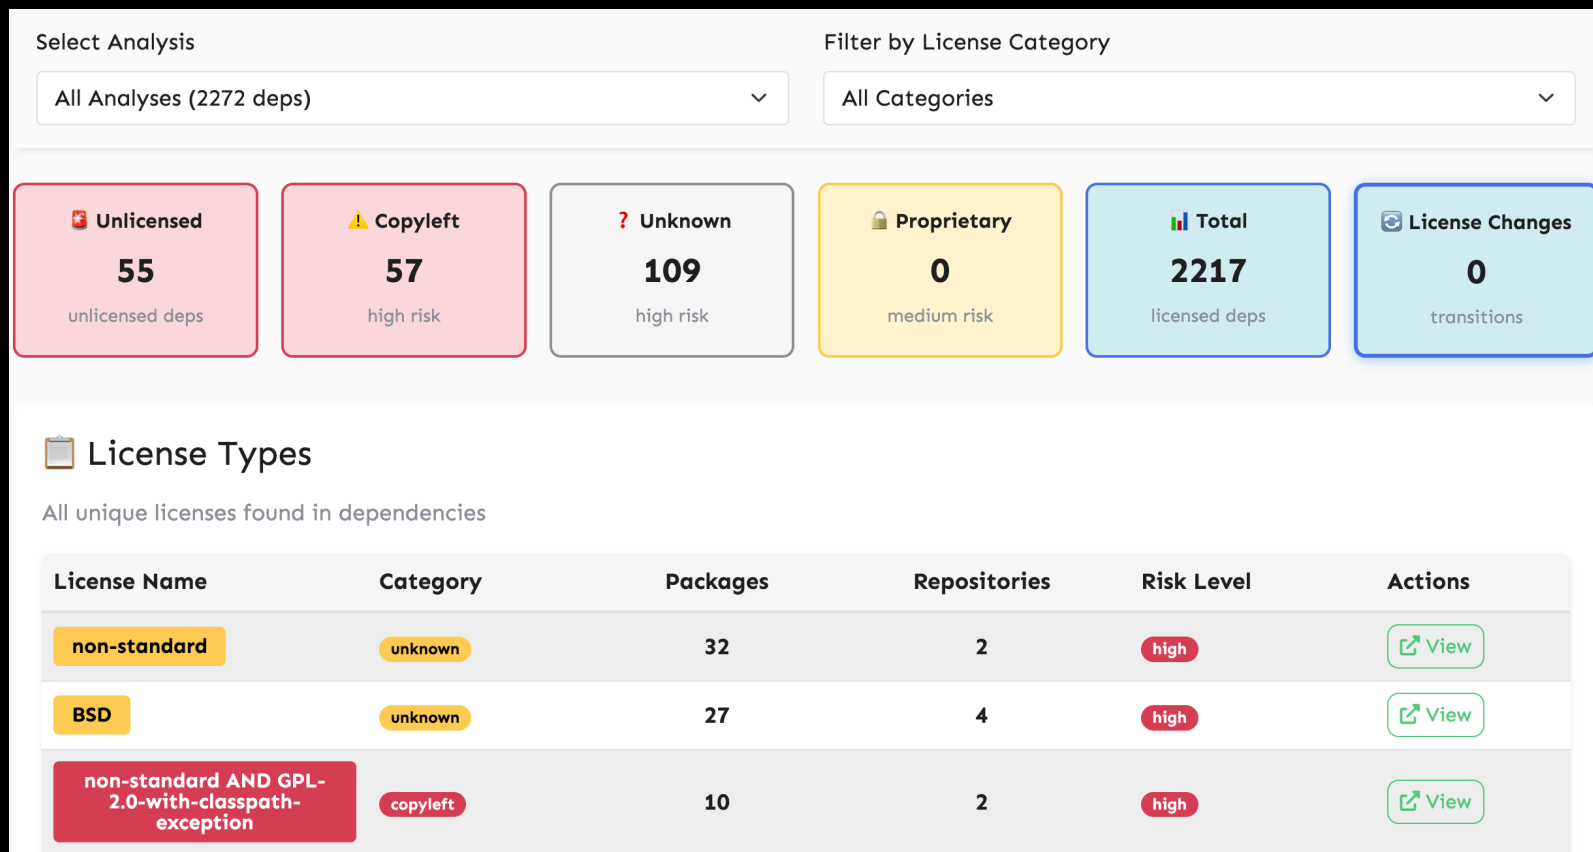 Select Analysis
Filter by License Category
All Analyses (2272 deps)
All Categories
🚨 Unlicensed
55
unlicensed deps
⚠️ Copyleft
57
high risk
❓ Unknown
109
high risk
🔒 Proprietary
0
medium risk
📊 Total
2217
licensed deps
🔄 License Changes
0
transitions
📋 License Types
All unique licenses found in dependencies
License Name Category Packages Repositories Risk Level Actions
non-standard unknown 32 2 high View
BSD unknown 27 4 high View
non-standard AND GPL-
2.0-with-classpath-
exception
copyleft 10 2 high View